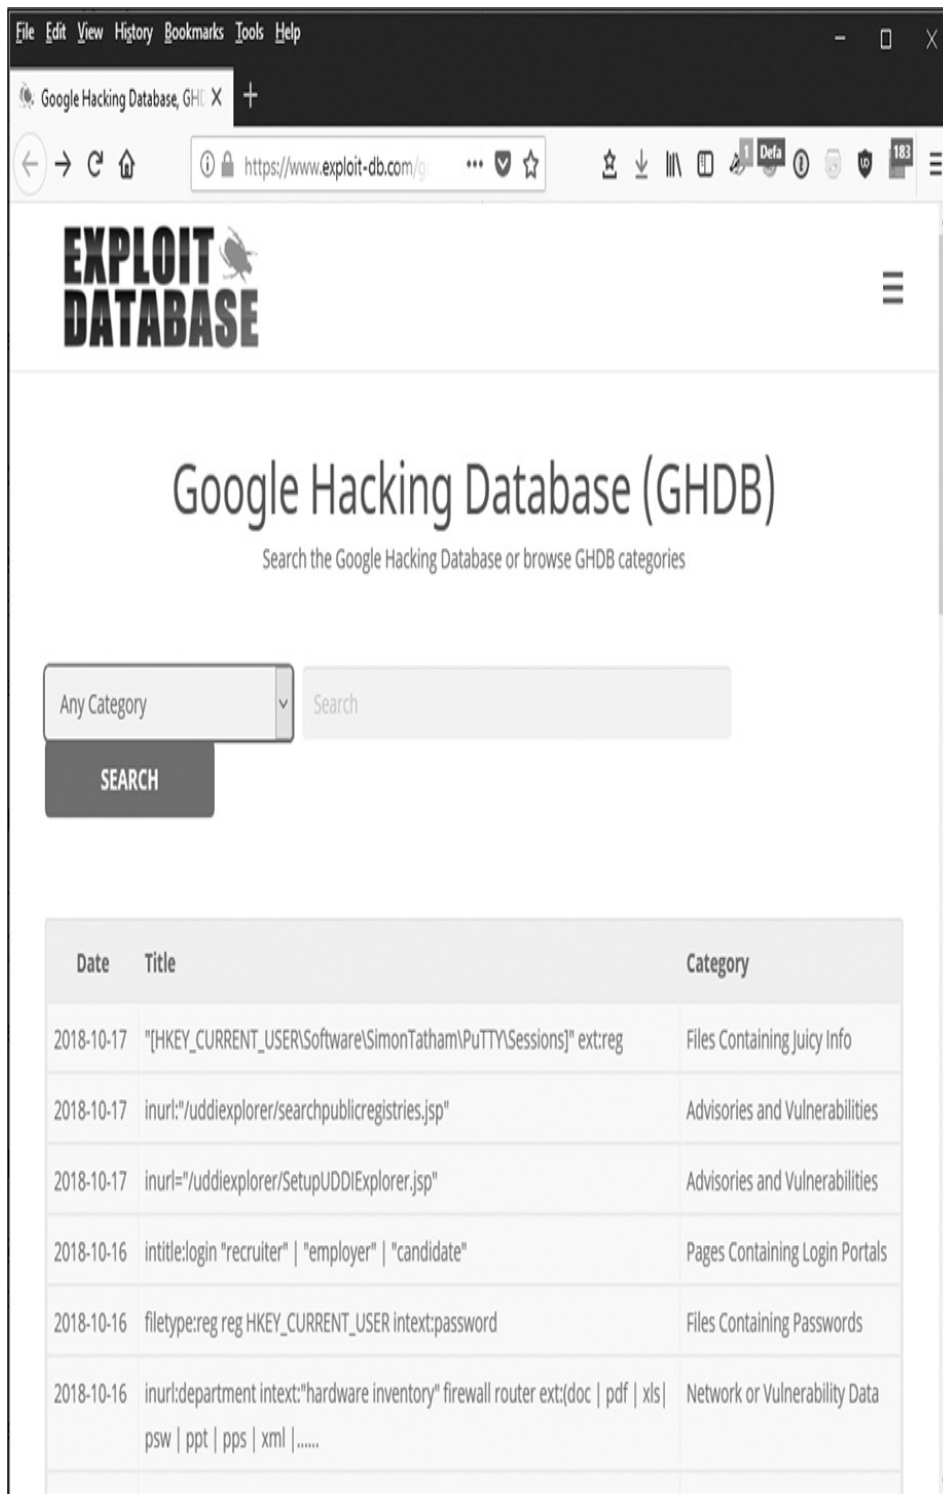 File Edit View History Bookmarks Tools Help
Google Hacking Database, GH
https://www.exploit-db.com/g
1 Defa 183
EXPLOIT
DATABASE
Google Hacking Database (GHDB)
Search the Google Hacking Database or browse GHDB categories
Any Category Search
SEARCH
Date Title Category
2018-10-17 "[HKEY_CURRENT_USER\Software\SimonTatham\PuTTY\Sessions]" ext:reg Files Containing Juicy Info
2018-10-17 inurl:"/uddiexplorer/searchpublicregistries.jsp" Advisories and Vulnerabilities
2018-10-17 inurl="/uddiexplorer/SetupUDDIExplorer.jsp" Advisories and Vulnerabilities
2018-10-16 intitle:login "recruiter" | "employer" | "candidate" Pages Containing Login Portals
2018-10-16 filetype:reg reg HKEY_CURRENT_USER intext:password Files Containing Passwords
2018-10-16 inurl:department intext:"hardware inventory" firewall router ext:(doc | pdf | xls| Network or Vulnerability Data
psw | ppt | pps | xml |......